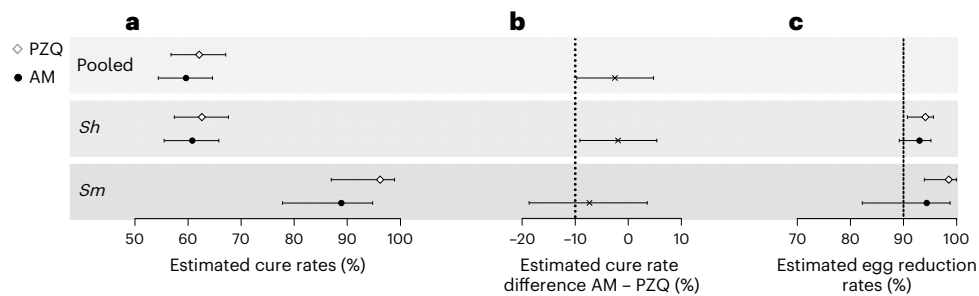 a
b
c
PZQ
AM
Pooled
Sh
Sm
50 60 70 80 90 100
−20 −10 0 10
70 80 90 100
Estimated cure rates (%)
Estimated cure rate
difference AM – PZQ (%)
Estimated egg reduction
rates (%)